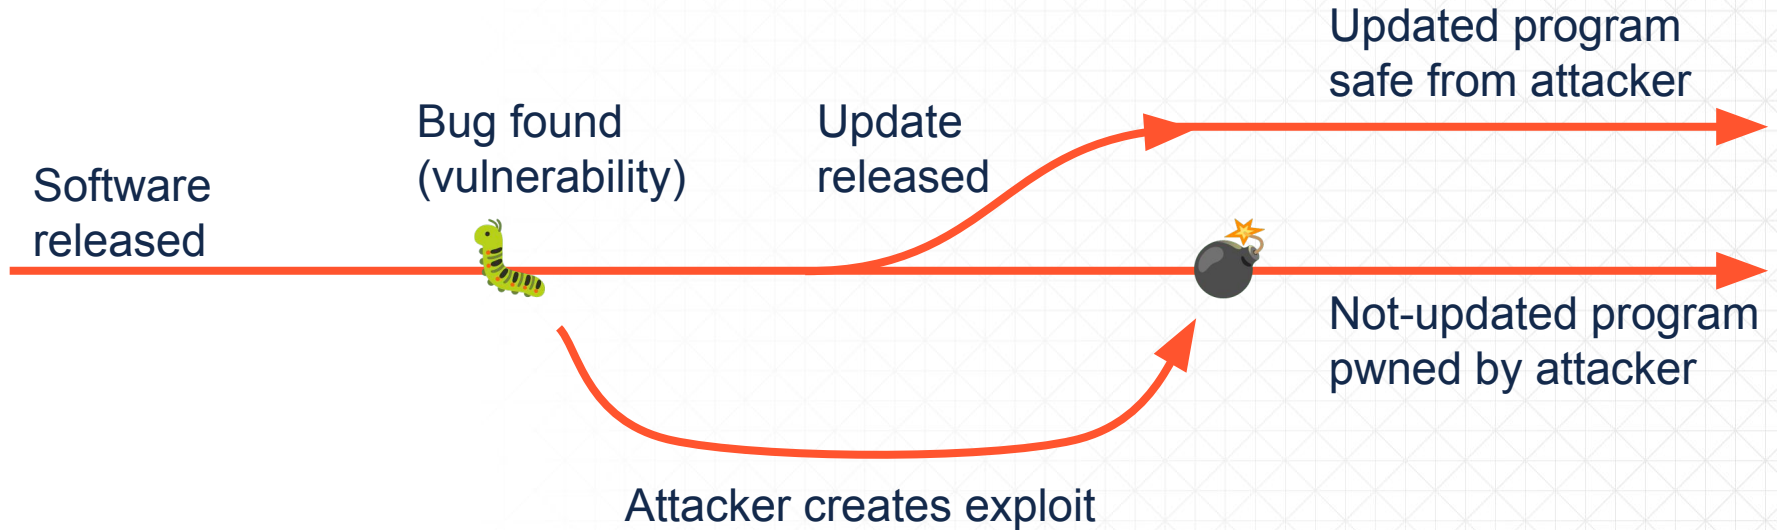 Software
released
Bug found
(vulnerability)
Update
released
Updated program
safe from attacker
Not-updated program
pwned by attacker
Attacker creates exploit